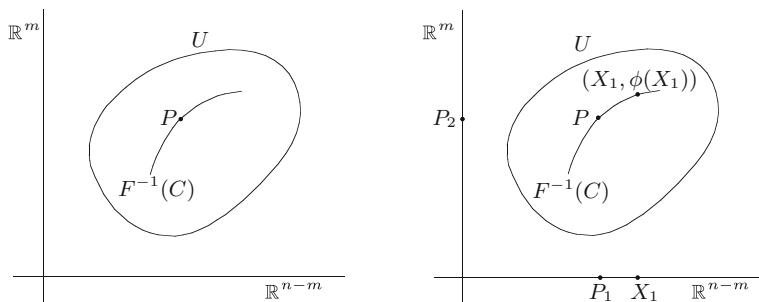 ℝ^m
U
P
F^{-1}(C)
ℝ^{n-m}
ℝ^m
U
(X_1, ϕ(X_1))
P_2
P
F^{-1}(C)
ℝ^{n-m}
P_1
X_1